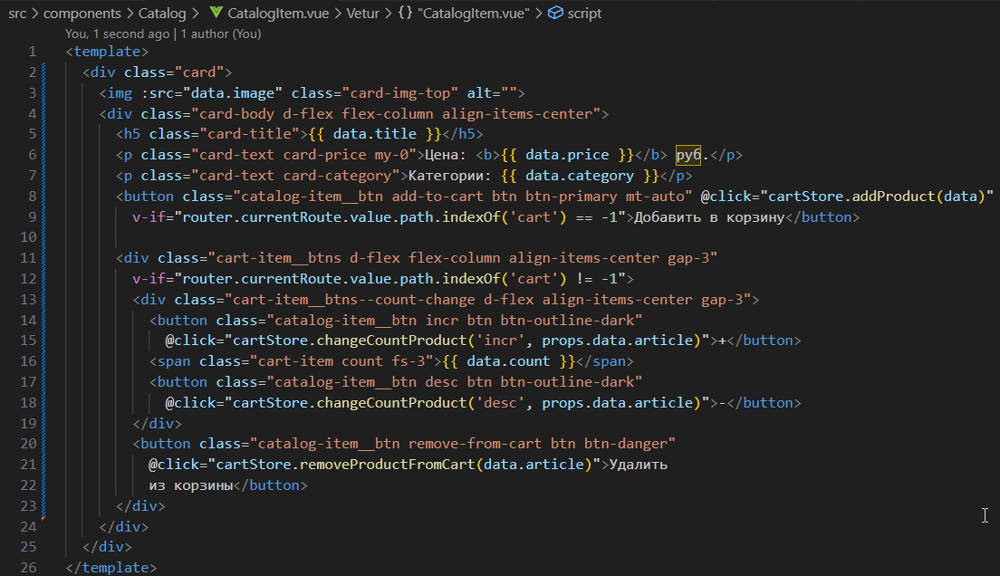 src > components > Catalog > CatalogItem.vue > Vetur > {} "CatalogItem.vue" > script
You, 1 second ago | 1 author (You)
1 <template>
2 <div class="card">
3 <img :src="data.image" class="card-img-top" alt="">
4 <div class="card-body d-flex flex-column align-items-center">
5 <h5 class="card-title">{{ data.title }}</h5>
6 <p class="card-text card-price my-0">Цена: <b>{{ data.price }}</b> руб.</p>
7 <p class="card-text card-category">Категории: {{ data.category }}</p>
8 <button class="catalog-item__btn add-to-cart btn btn-primary mt-auto" @click="cartStore.addProduct(data)"
9 v-if="router.currentRoute.value.path.indexOf('cart') == -1">Добавить в корзину</button>
10
11 <div class="cart-item__btns d-flex flex-column align-items-center gap-3"
12 v-if="router.currentRoute.value.path.indexOf('cart') != -1">
13 <div class="cart-item__btns--count-change d-flex align-items-center gap-3">
14 <button class="catalog-item__btn incr btn btn-outline-dark"
15 @click="cartStore.changeCountProduct('incr', props.data.article)">+</button>
16 <span class="cart-item count fs-3">{{ data.count }}</span>
17 <button class="catalog-item__btn desc btn btn-outline-dark"
18 @click="cartStore.changeCountProduct('desc', props.data.article)">-</button>
19 </div>
20 <button class="catalog-item__btn remove-from-cart btn btn-danger"
21 @click="cartStore.removeProductFromCart(data.article)">Удалить
22 из корзины</button>
23 </div>
24 </div>
25 </div>
26 </template>